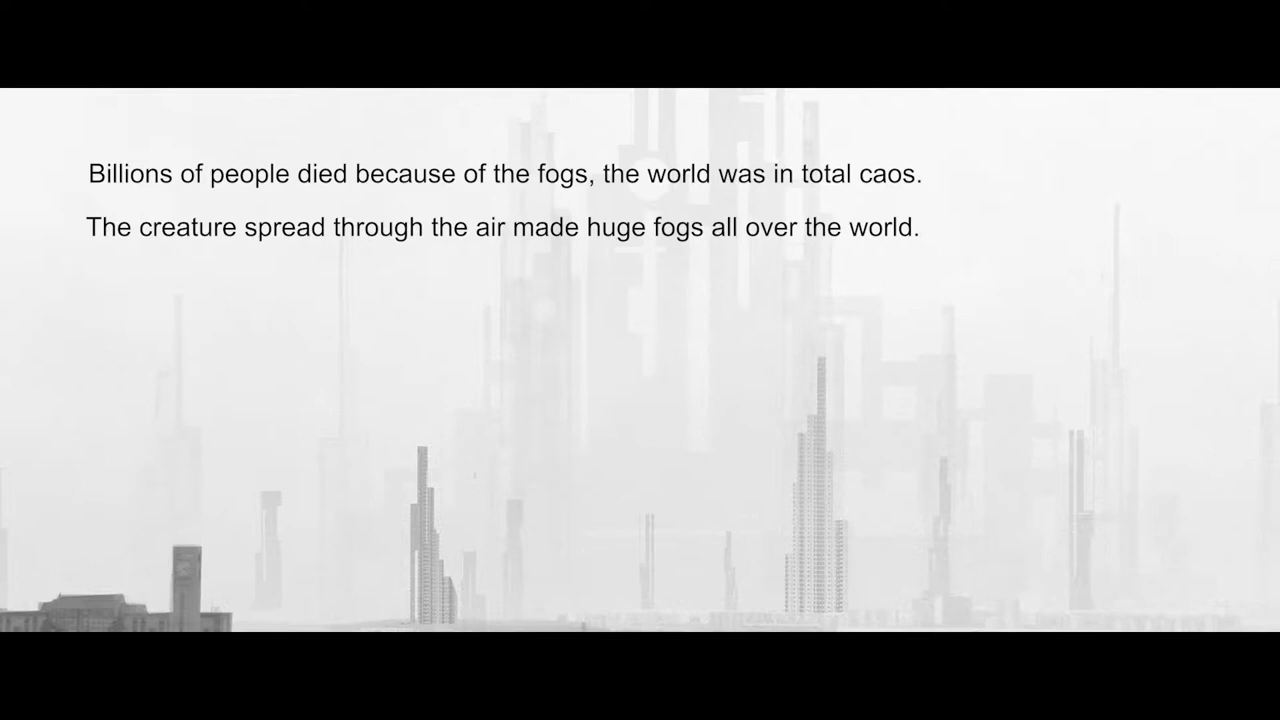 Billions of people died because of the fogs, the world was in total caos.
The creature spread through the air made huge fogs all over the world.